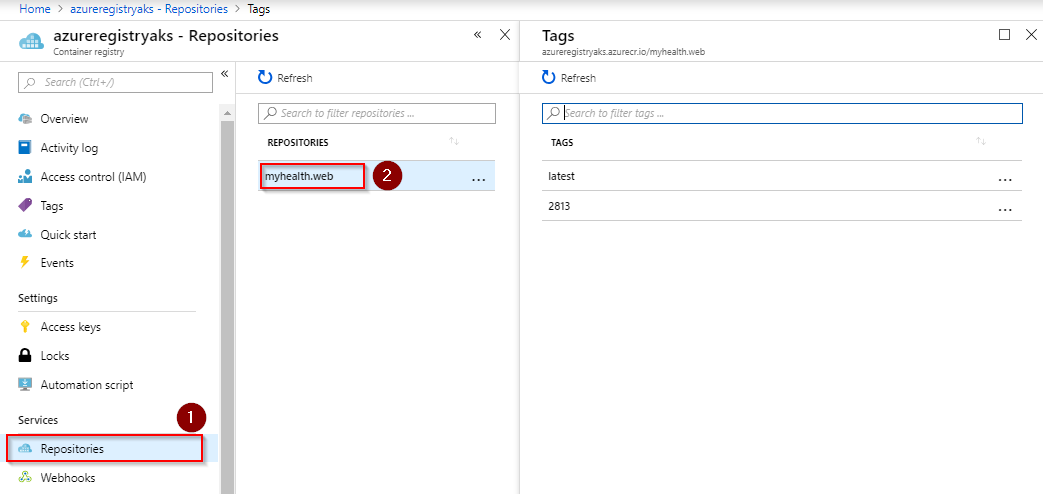 Home > azureregistryaks - Repositories > Tags
azureregistryaks - Repositories
Container registry
«
Search (Ctrl+/)
«
Overview
Activity log
Access control (IAM)
Tags
Quick start
Events
Settings
Access keys
Locks
Automation script
Services
1
Repositories
Webhooks
Refresh
Search to filter repositories ...
REPOSITORIES
myhealth.web
2
...
Tags
azureregistryaks.azurecr.io/myhealth.web
Refresh
Search to filter tags ...
TAGS
latest ...
2813 ...